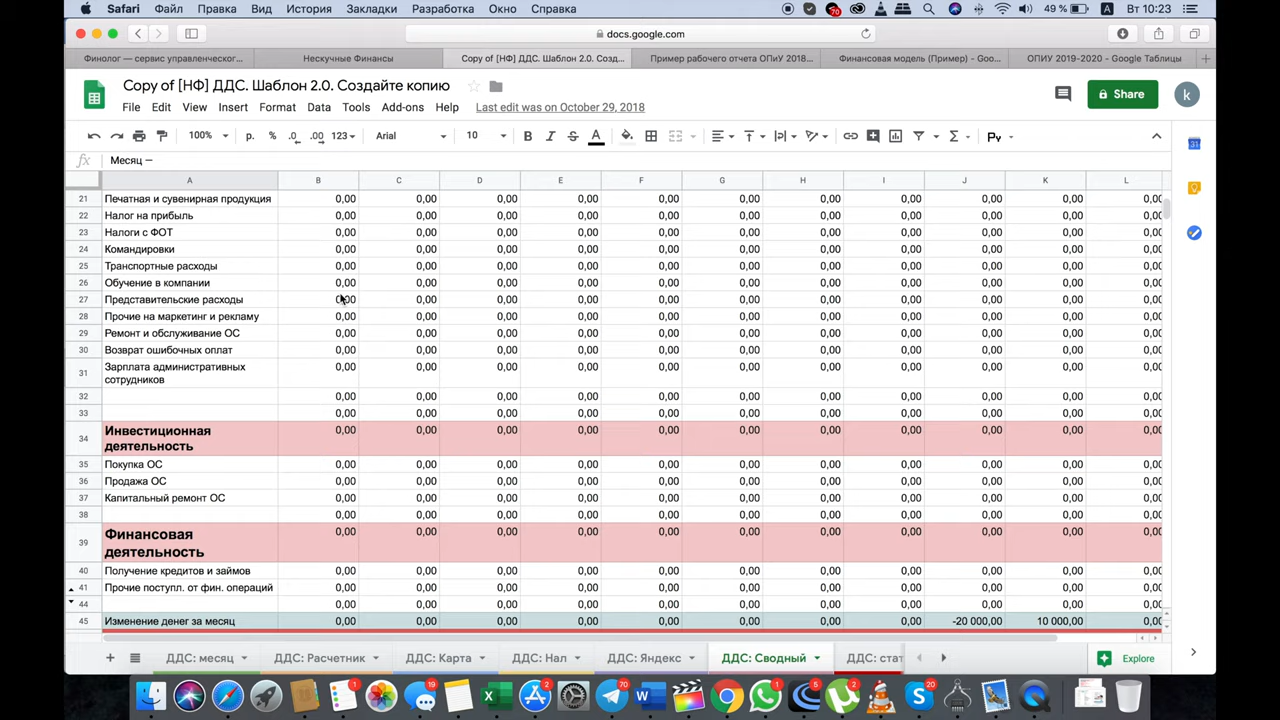 Safari Файл Правка Вид История Закладки Разработка Окно Справка 70 49 % A Вт 10:23
docs.google.com
Финолог — сервис управленческог... Нескучные Финансы Copy of [НФ] ДДС. Шаблон 2.0. Созд... Пример рабочего отчета ОПиУ 2018... Финансовая модель (Пример) - Goo... ОПИУ 2019-2020 - Google Таблицы
Copy of [НФ] ДДС. Шаблон 2.0. Создайте копию
Share k
File Edit View Insert Format Data Tools Add-ons Help Last edit was on October 29, 2018
100% р. % .0 .00 123 Arial 10 B I S A Σ Ру
fx Месяц –
A B C D E F G H I J K L
21 Печатная и сувенирная продукция 0,00 0,00 0,00 0,00 0,00 0,00 0,00 0,00 0,00 0,00 0,00
22 Налог на прибыль 0,00 0,00 0,00 0,00 0,00 0,00 0,00 0,00 0,00 0,00 0,00
23 Налоги с ФОТ 0,00 0,00 0,00 0,00 0,00 0,00 0,00 0,00 0,00 0,00 0,00
24 Командировки 0,00 0,00 0,00 0,00 0,00 0,00 0,00 0,00 0,00 0,00 0,00
25 Транспортные расходы 0,00 0,00 0,00 0,00 0,00 0,00 0,00 0,00 0,00 0,00 0,00
26 Обучение в компании 0,00 0,00 0,00 0,00 0,00 0,00 0,00 0,00 0,00 0,00 0,00
27 Представительские расходы 0,00 0,00 0,00 0,00 0,00 0,00 0,00 0,00 0,00 0,00 0,00
28 Прочие на маркетинг и рекламу 0,00 0,00 0,00 0,00 0,00 0,00 0,00 0,00 0,00 0,00 0,00
29 Ремонт и обслуживание ОС 0,00 0,00 0,00 0,00 0,00 0,00 0,00 0,00 0,00 0,00 0,00
30 Возврат ошибочных оплат 0,00 0,00 0,00 0,00 0,00 0,00 0,00 0,00 0,00 0,00 0,00
31 Зарплата административных 0,00 0,00 0,00 0,00 0,00 0,00 0,00 0,00 0,00 0,00 0,00
сотрудников
32 0,00 0,00 0,00 0,00 0,00 0,00 0,00 0,00 0,00 0,00 0,00
33 0,00 0,00 0,00 0,00 0,00 0,00 0,00 0,00 0,00 0,00 0,00
34 Инвестиционная 0,00 0,00 0,00 0,00 0,00 0,00 0,00 0,00 0,00 0,00 0,00
деятельность
35 Покупка ОС 0,00 0,00 0,00 0,00 0,00 0,00 0,00 0,00 0,00 0,00 0,00
36 Продажа ОС 0,00 0,00 0,00 0,00 0,00 0,00 0,00 0,00 0,00 0,00 0,00
37 Капитальный ремонт ОС 0,00 0,00 0,00 0,00 0,00 0,00 0,00 0,00 0,00 0,00 0,00
38 0,00 0,00 0,00 0,00 0,00 0,00 0,00 0,00 0,00 0,00 0,00
39 Финансовая 0,00 0,00 0,00 0,00 0,00 0,00 0,00 0,00 0,00 0,00 0,00
деятельность
40 Получение кредитов и займов 0,00 0,00 0,00 0,00 0,00 0,00 0,00 0,00 0,00 0,00 0,00
41 Прочие поступл. от фин. операций 0,00 0,00 0,00 0,00 0,00 0,00 0,00 0,00 0,00 0,00 0,00
44 0,00 0,00 0,00 0,00 0,00 0,00 0,00 0,00 0,00 0,00 0,00
45 Изменение денег за месяц 0,00 0,00 0,00 0,00 0,00 0,00 0,00 0,00 -20 000,00 10 000,00 0,00
ДДС: месяц ДДС: Расчетник ДДС: Карта ДДС: Нал ДДС: Яндекс ДДС: Сводный ДДС: стат Explore
1 19 2 70 1 5 2 20